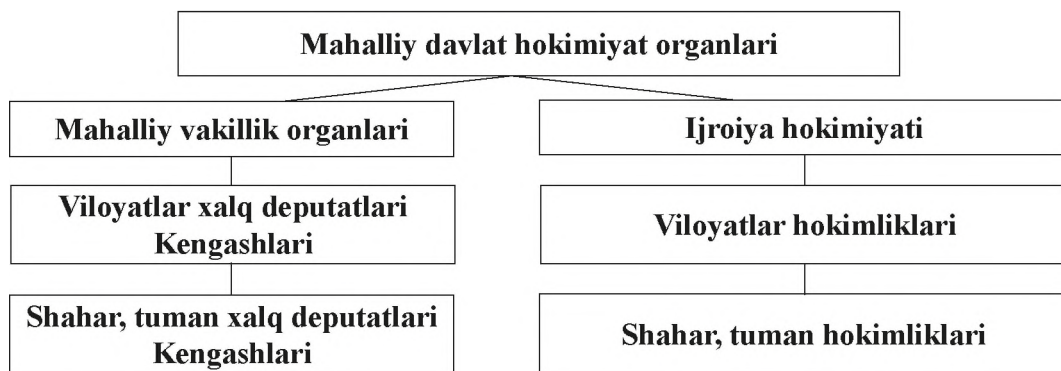 Mahalliy davlat hokimiyat organlari
Mahalliy vakillik organlari
Ijroiya hokimiyati
Viloyatlar xalq deputatlari
Kengashlari
Viloyatlar hokimliklari
Shahar, tuman xalq deputatlari
Kengashlari
Shahar, tuman hokimliklari